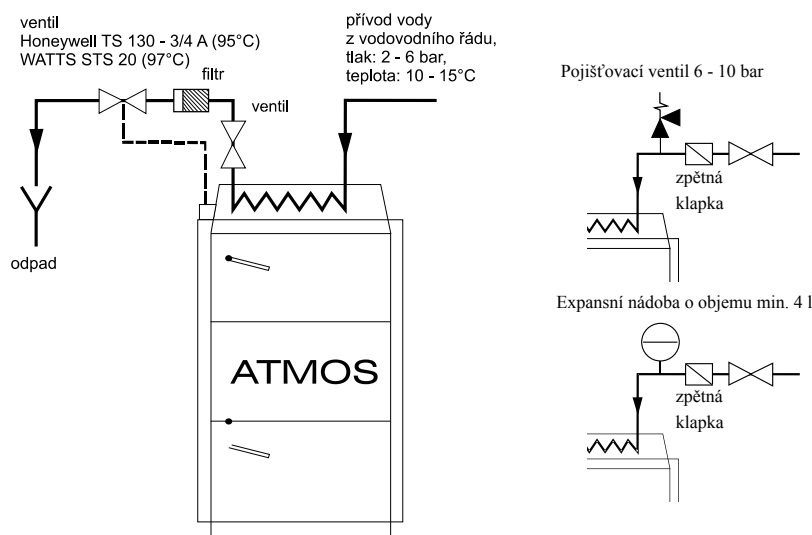 ventil
Honeywell TS 130 - 3/4 A (95°C)
WATTS STS 20 (97°C)
filtr
ventil
přívod vody
z vodovodního řádu,
tlak: 2 - 6 bar,
teplota: 10 - 15°C
odpad
ATMOS
Pojišťovací ventil 6 - 10 bar
zpětná
klapka
Expansní nádoba o objemu min. 4 l
zpětná
klapka